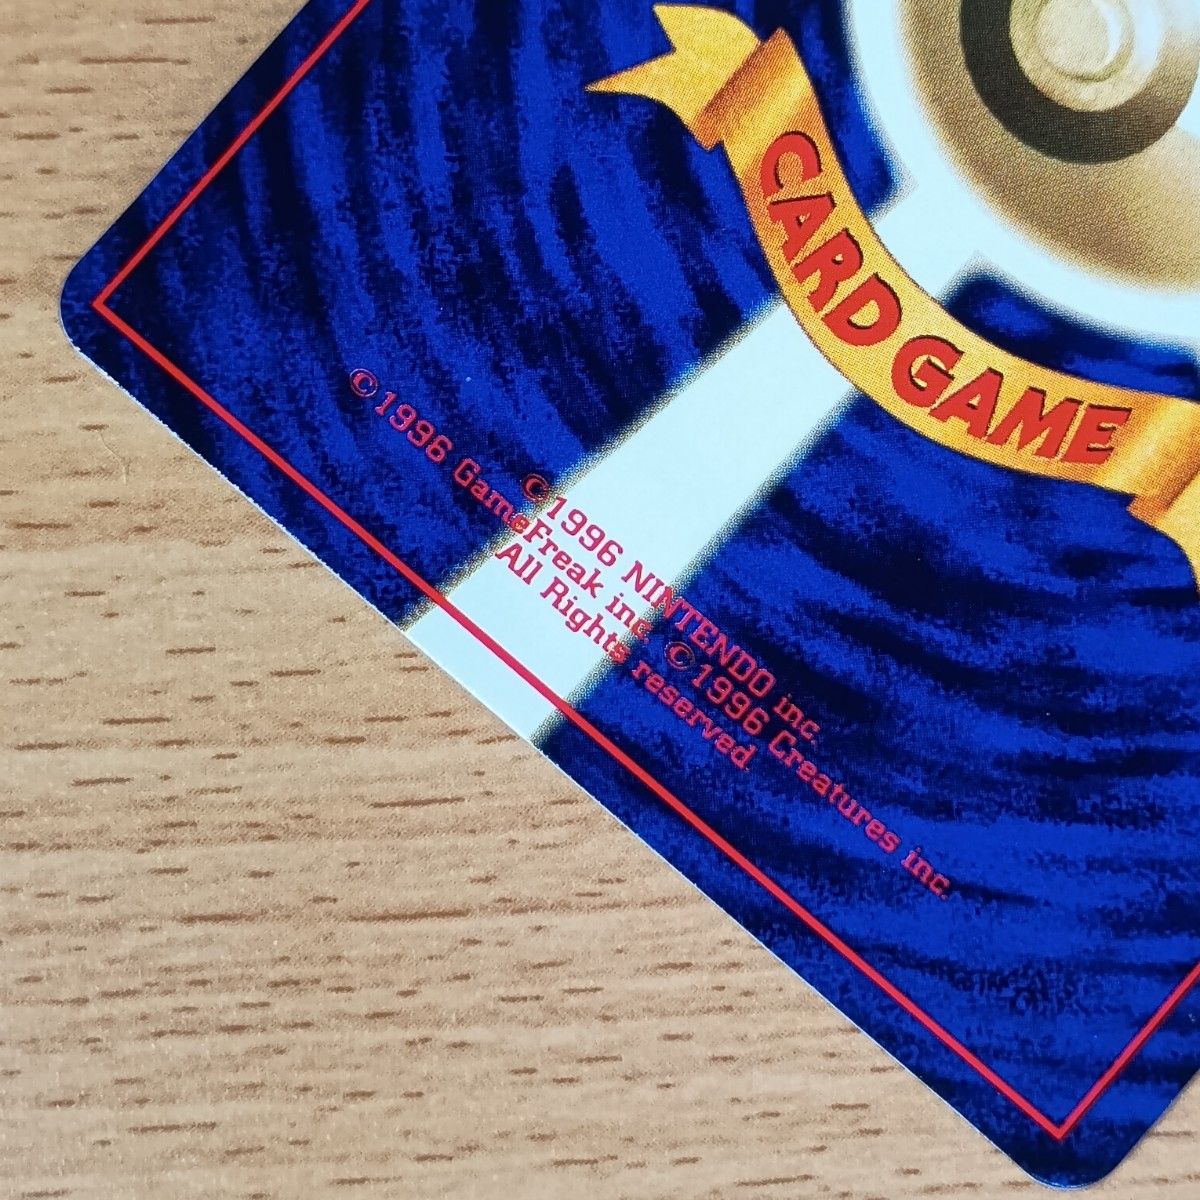 CARD GAME
©1996 NINTENDO inc.
©1996 GameFreak inc. ©1996 Creatures inc.
All Rights reserved.